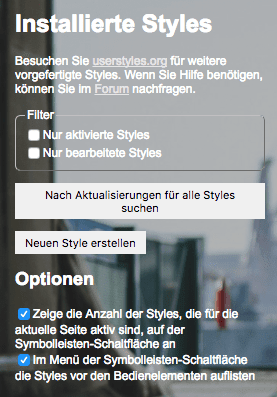 Installierte Styles
Besuchen Sie userstyles.org für weitere
vorgefertigte Styles. Wenn Sie Hilfe benötigen,
können Sie im Forum nachfragen.
Filter
Nur aktivierte Styles
Nur bearbeitete Styles
Nach Aktualisierungen für alle Styles
suchen
Neuen Style erstellen
Optionen
Zeige die Anzahl der Styles, die für die
aktuelle Seite aktiv sind, auf der
Symbolleisten-Schaltfläche an
Im Menü der Symbolleisten-Schaltfläche
die Styles vor den Bedienelementen auflisten